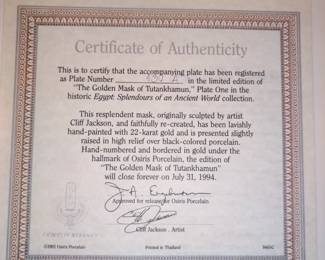 Certificate of Authenticity
This is to certify that the accompanying plate has been registered
as Plate Number A in the limited edition of
"The Golden Mask of Tutankhamun," Plate One in the
historic Egypt: Splendours of an Ancient World collection.
This resplendent mask, originally sculpted by artist
Cliff Jackson, and faithfully re-created, has been lavishly
hand-painted with 22-karat gold and is presented slightly
raised in high relief over black-colored porcelain.
Hand-numbered and bordered in gold under the
hallmark of Osiris Porcelain, the edition of
"The Golden Mask of Tutankhamun"
will close forever on July 31, 1994.
Approved for release for Osiris Porcelain
Cliff Jackson - Artist
Osiris Porcelain
Printed in Thailand